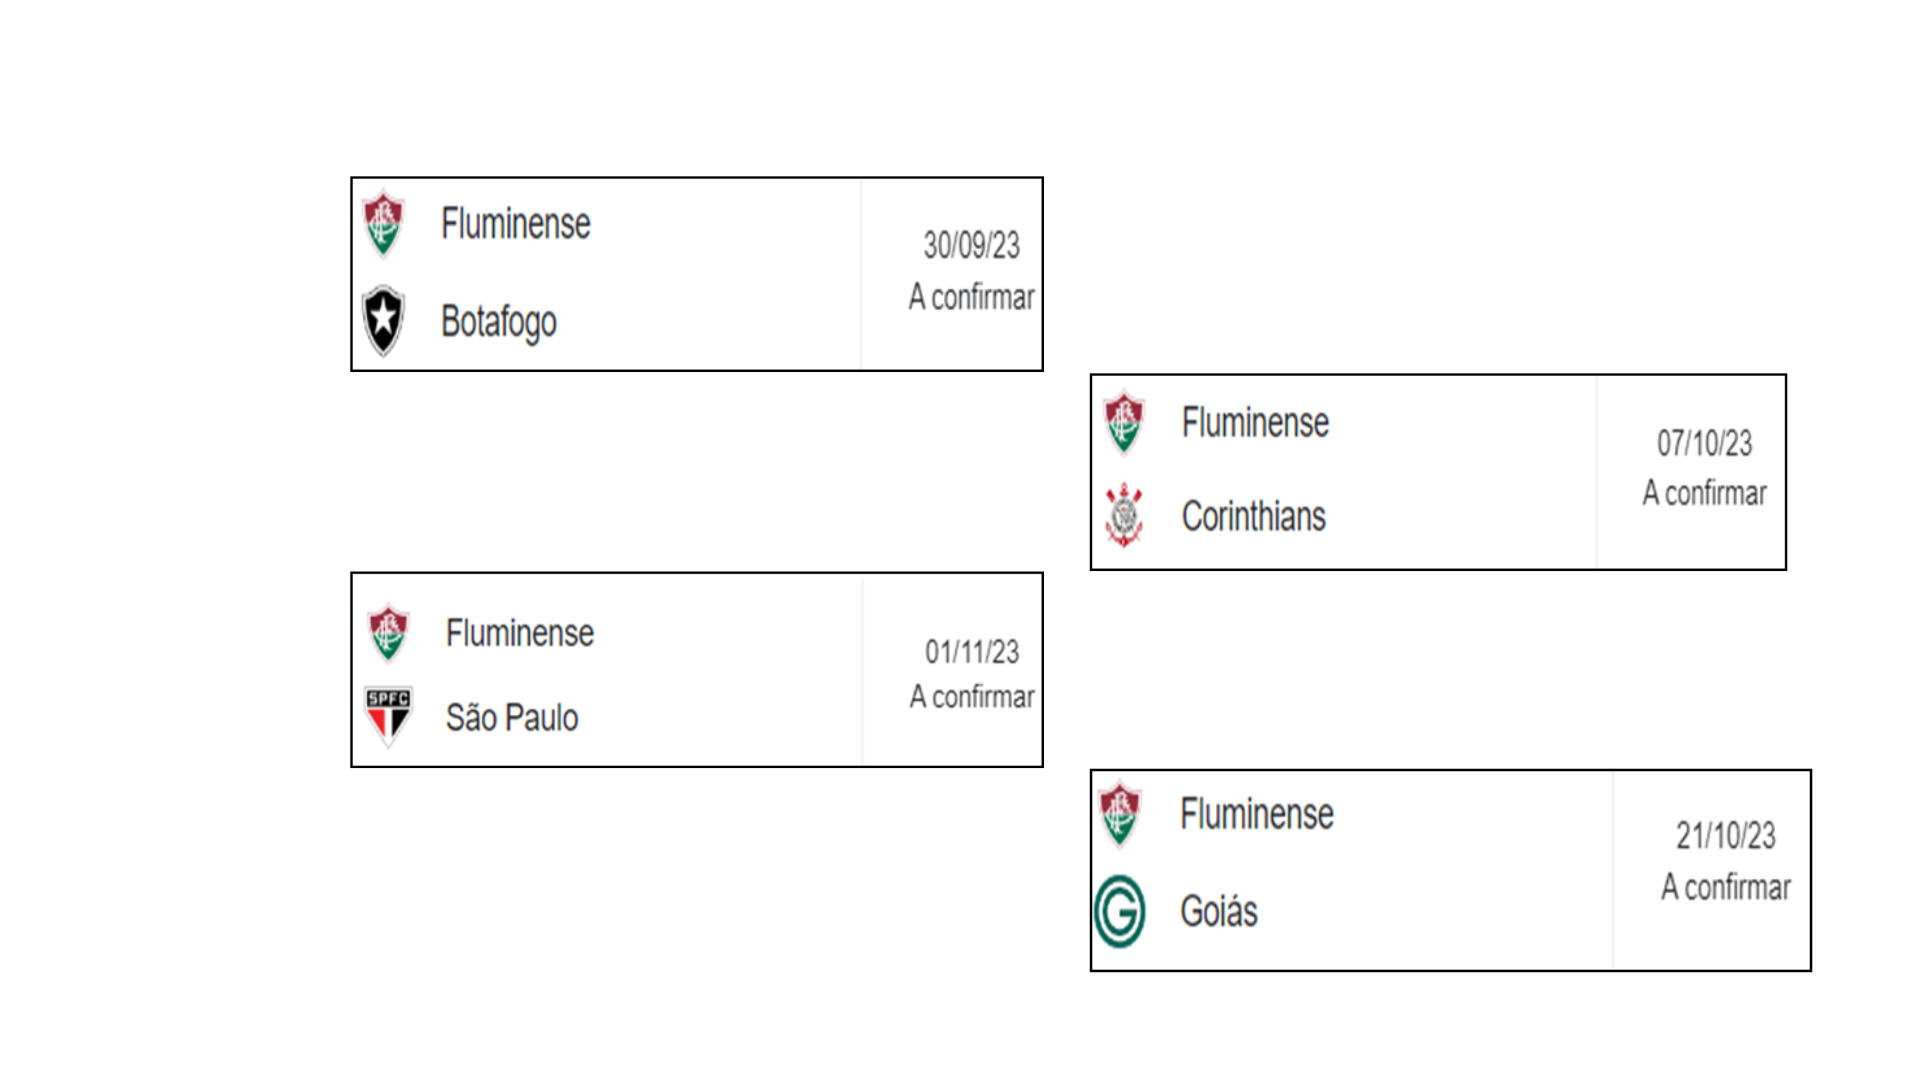 Fluminense
Botafogo
30/09/23
A confirmar
Fluminense
Corinthians
07/10/23
A confirmar
Fluminense
SPFC
São Paulo
01/11/23
A confirmar
Fluminense
Goiás
21/10/23
A confirmar